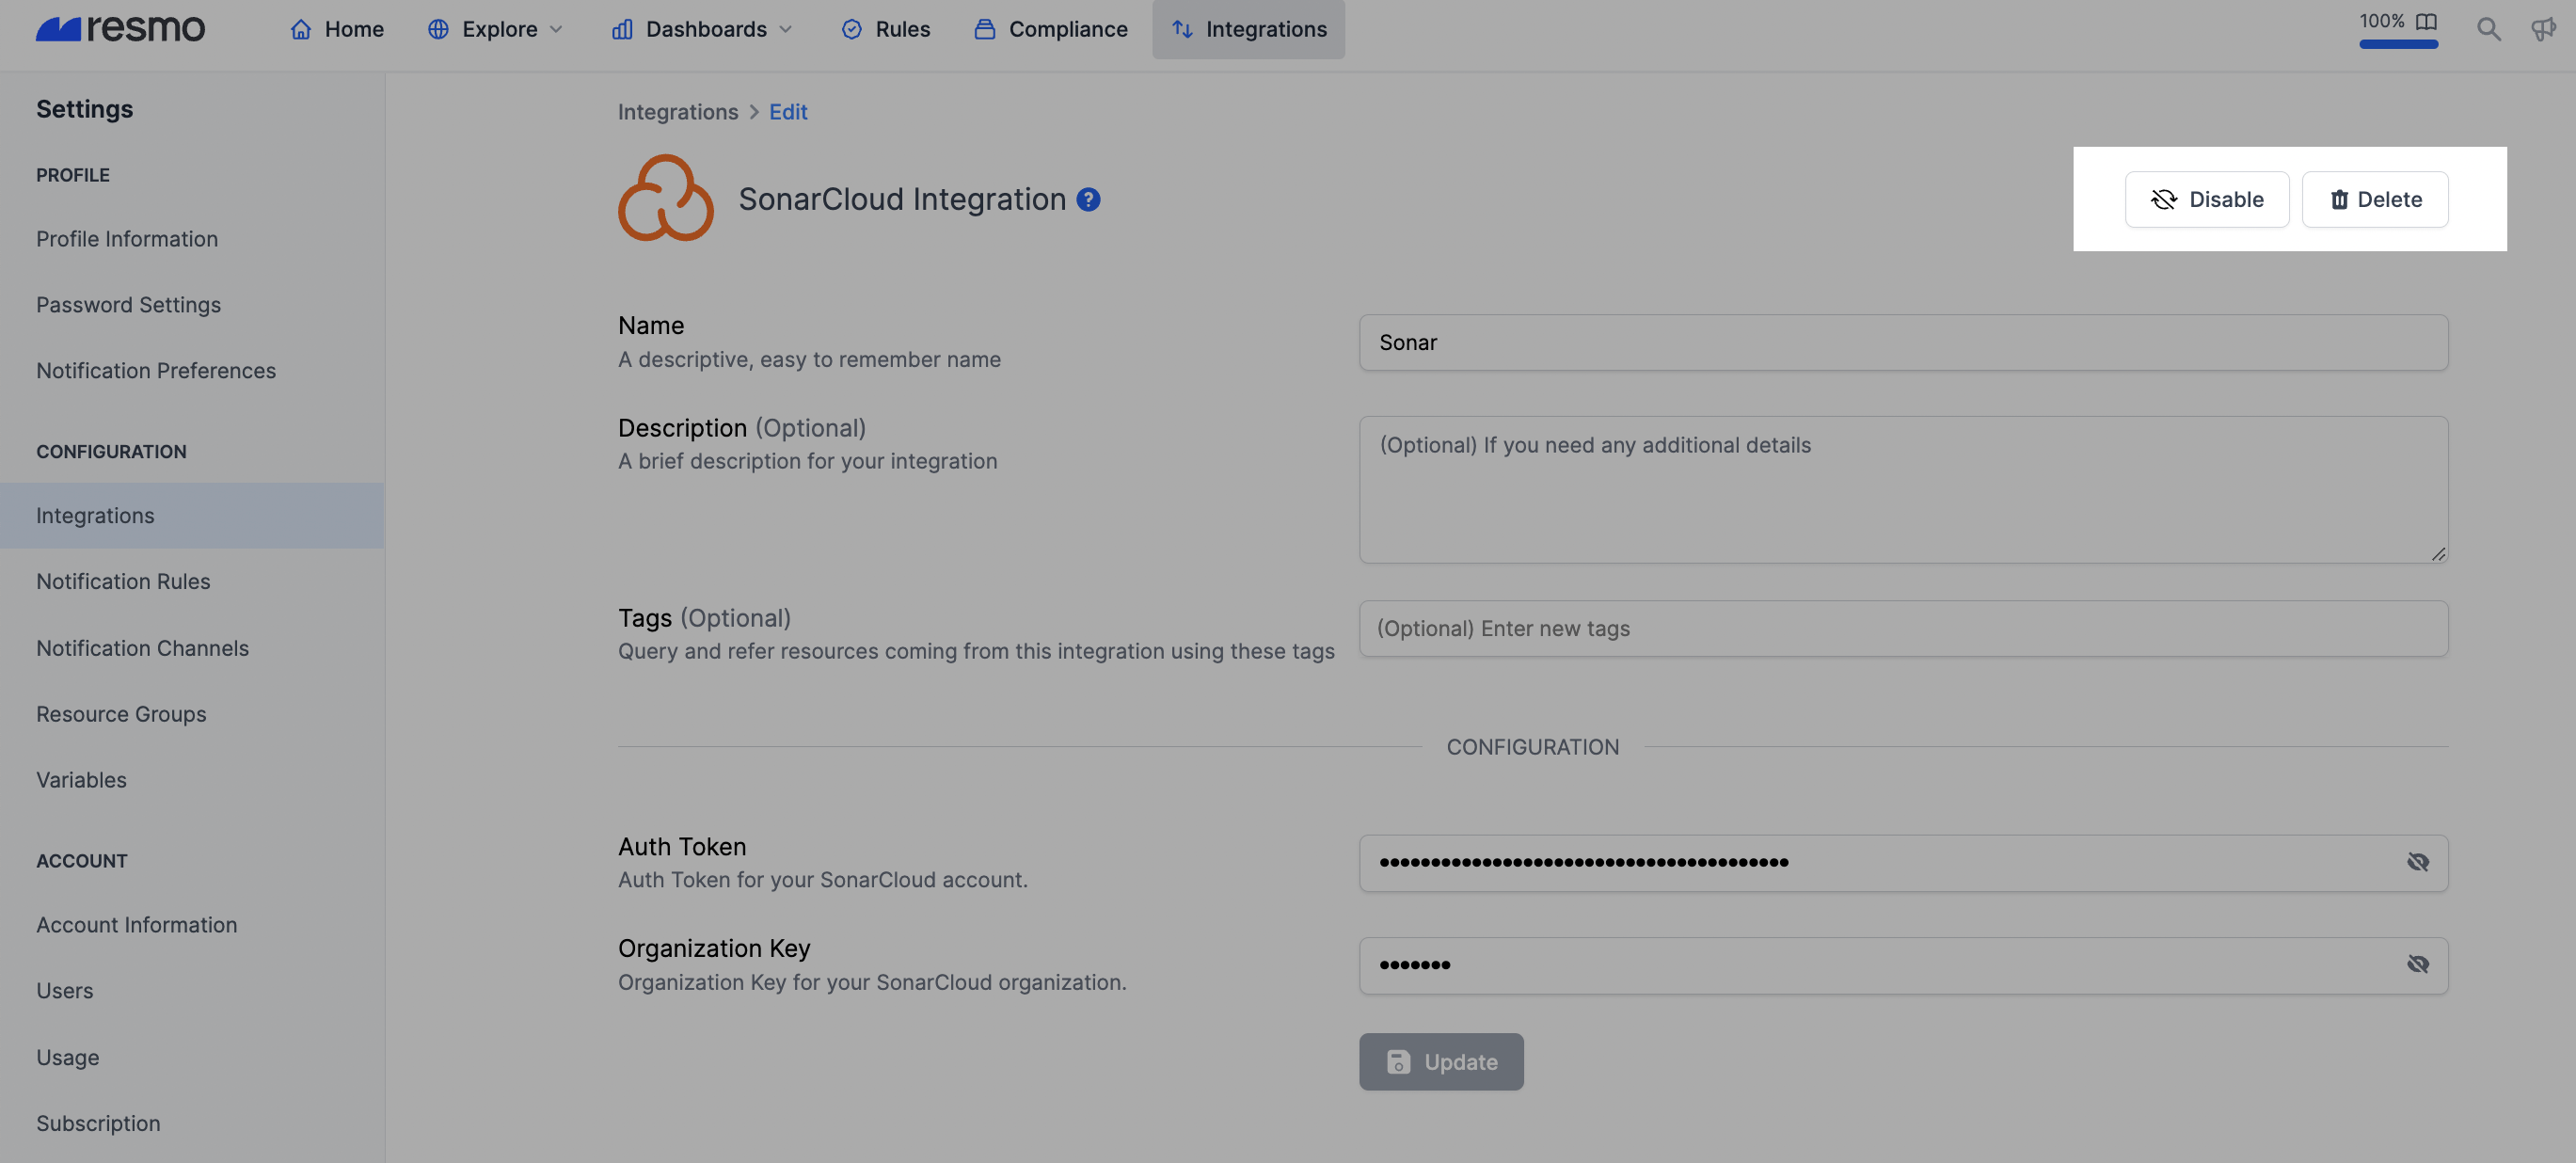 resmo
Home
Explore
Dashboards
Rules
Compliance
Integrations
100%
Settings
PROFILE
Profile Information
Password Settings
Notification Preferences
CONFIGURATION
Integrations
Notification Rules
Notification Channels
Resource Groups
Variables
ACCOUNT
Account Information
Users
Usage
Subscription
Integrations > Edit
SonarCloud Integration ?
Disable
Delete
Name
A descriptive, easy to remember name
Sonar
Description (Optional)
A brief description for your integration
(Optional) If you need any additional details
Tags (Optional)
Query and refer resources coming from this integration using these tags
(Optional) Enter new tags
CONFIGURATION
Auth Token
Auth Token for your SonarCloud account.
Organization Key
Organization Key for your SonarCloud organization.
Update